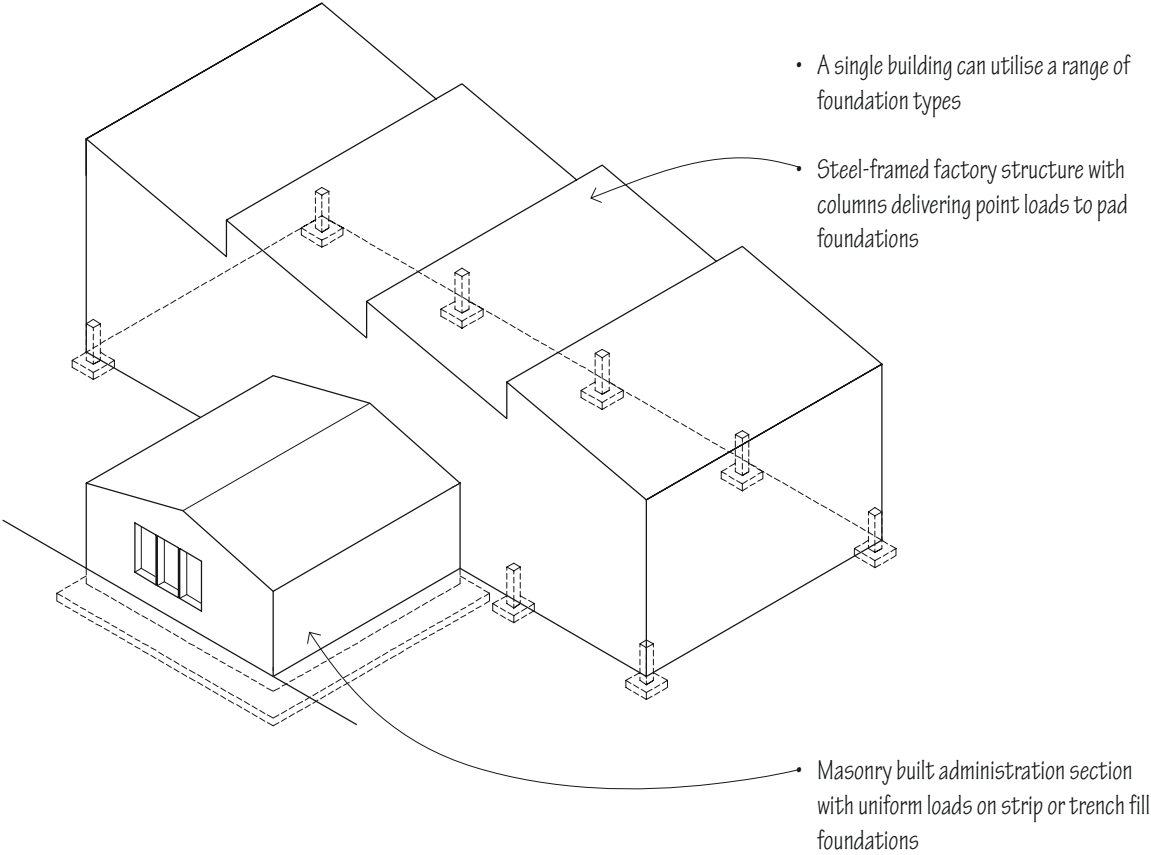 • A single building can utilise a range of
foundation types
• Steel-framed factory structure with
columns delivering point loads to pad
foundations
• Masonry built administration section
with uniform loads on strip or trench fill
foundations